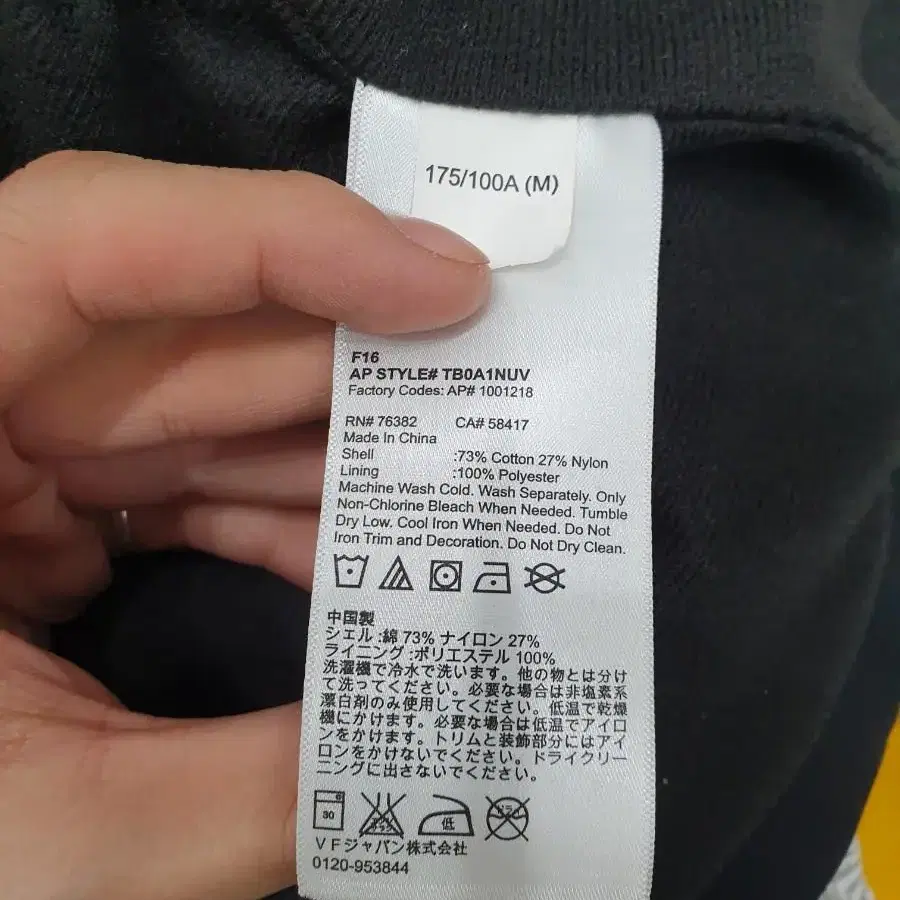 175/100A (M)
F16
AP STYLE# TB0A1NUV
Factory Codes: AP# 1001218
RN# 76382 CA# 58417
Made In China
Shell :73% Cotton 27% Nylon
Lining :100% Polyester
Machine Wash Cold. Wash Separately. Only
Non-Chlorine Bleach When Needed. Tumble
Dry Low. Cool Iron When Needed. Do Not
Iron Trim and Decoration. Do Not Dry Clean.
中国製
シェル :綿 73% ナイロン 27%
ライニング :ポリエステル 100%
洗濯機で冷水で洗います。他の物とは分け
て洗ってください。必要な場合は非塩素系
漂白剤のみ使用してください。低温で乾燥
機にかけます。必要な場合は低温でアイロ
ンをかけます。トリムと装飾部分にはアイ
ロンをかけないでください。ドライクリー
ニングに出さないでください。
30 低
VFジャパン株式会社
0120-953844